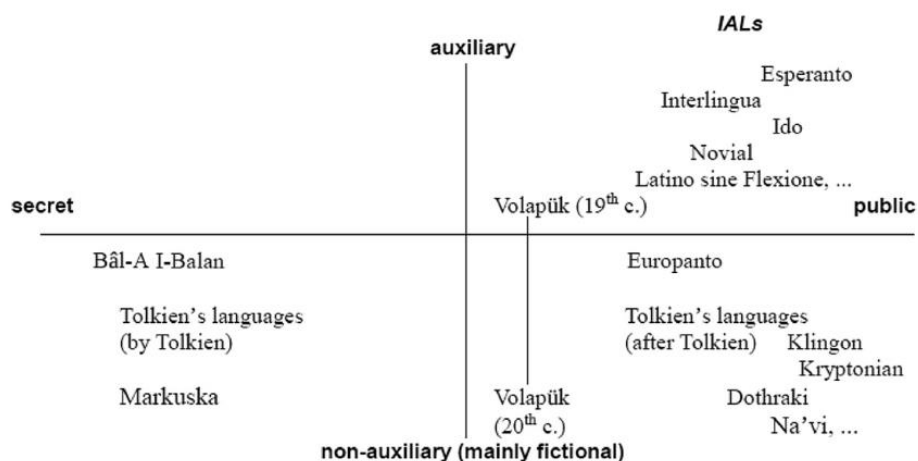 IALs
auxiliary
Esperanto
Interlingua
Ido
Novial
Latino sine Flexione, ...
secret
Volapük (19th c.)
public
Bâl-A I-Balan
Europanto
Tolkien's languages
(by Tolkien)
Tolkien's languages
(after Tolkien)
Klingon
Kryptonian
Markuska
Volapük
(20th c.)
Dothraki
Na'vi, ...
non-auxiliary (mainly fictional)